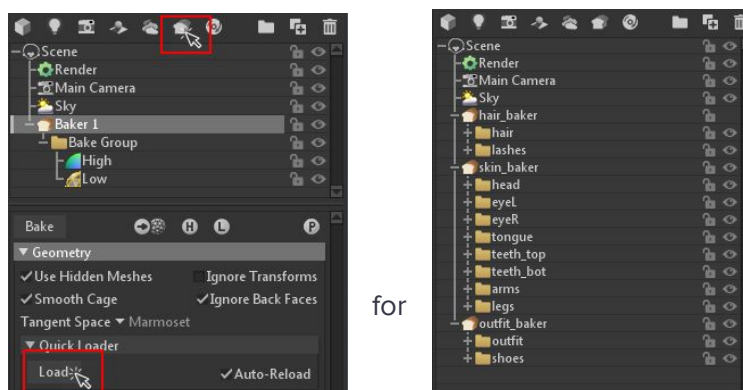 Scene
Render
Main Camera
Sky
Baker 1
Bake Group
High
Low
Bake
H
L
P
Geometry
Use Hidden Meshes Ignore Transforms
Smooth Cage Ignore Back Faces
Tangent Space Marmoset
Quick Loader
Load Auto-Reload
for
Scene
Render
Main Camera
Sky
hair_baker
hair
lashes
skin_baker
head
eyeL
eyeR
tongue
teeth_top
teeth_bot
arms
legs
outfit_baker
outfit
shoes